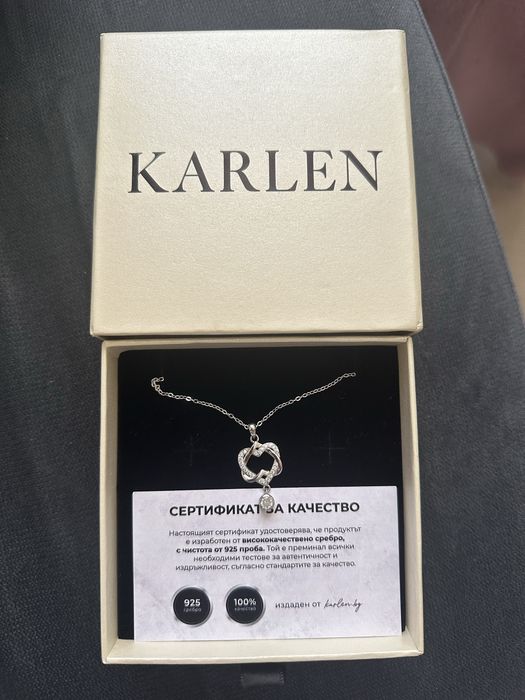 KARLEN
СЕРТИФИКАТ ЗА КАЧЕСТВО
Настоящият сертификат удостоверява, че продуктът
е изработен от висококачествено сребро,
с чистота от 925 проба. Той е преминал всички
необходими тестове за автентичност и
издръжливост, съгласно стандартите за качество.
925
сребро
100%
качество
издаден от karlen.bg